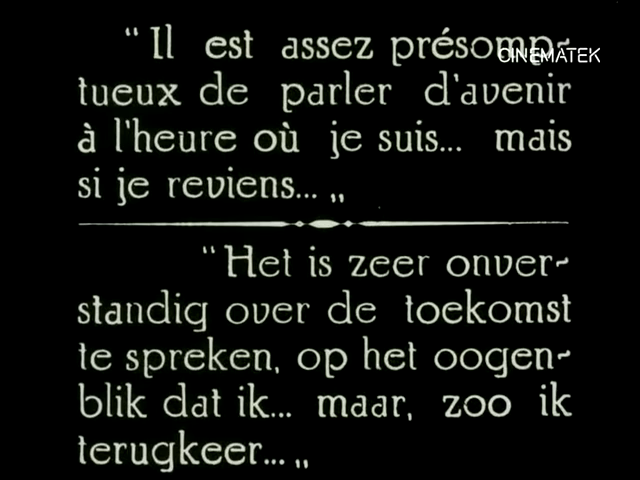 CINEMATEK
“Il est assez présomp-
tueux de parler d'avenir
à l'heure où je suis... mais
si je reviens... „
“Het is zeer onver-
standig over de toekomst
te spreken, op het oogen-
blik dat ik... maar, zoo ik
terugkeer... „